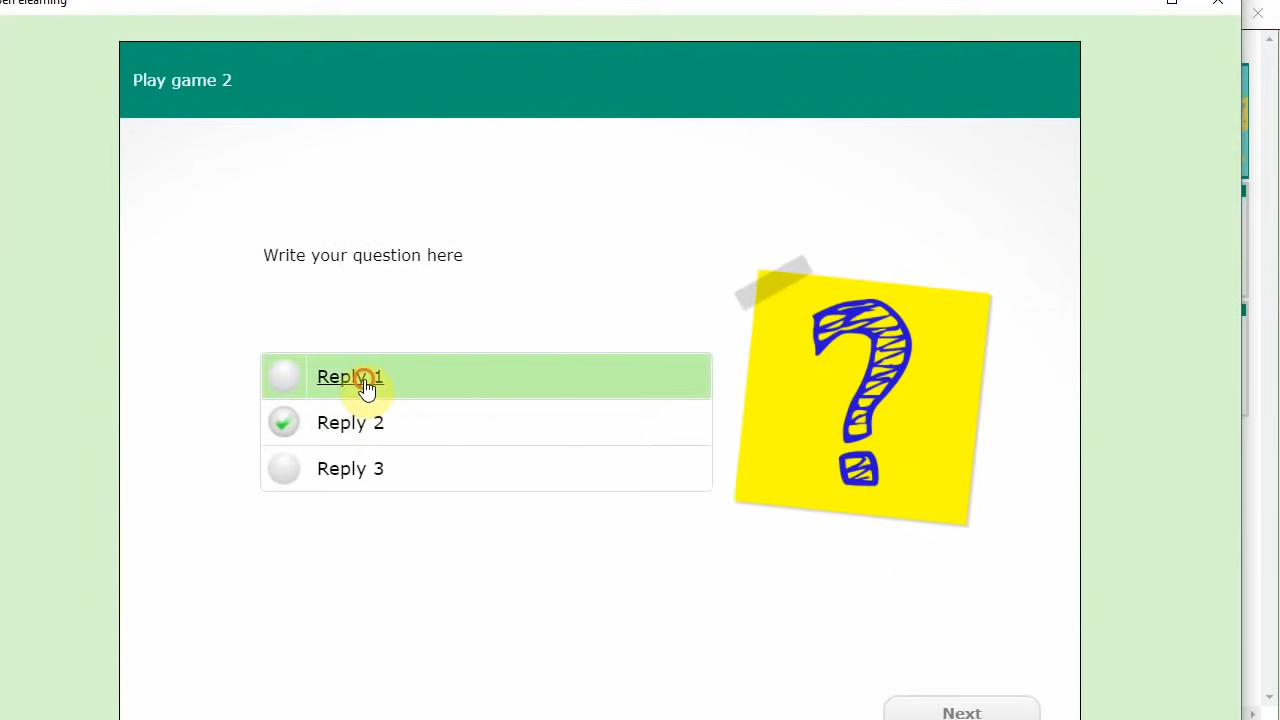 Play game 2
Write your question here
Reply 1
Reply 2
Reply 3
Next